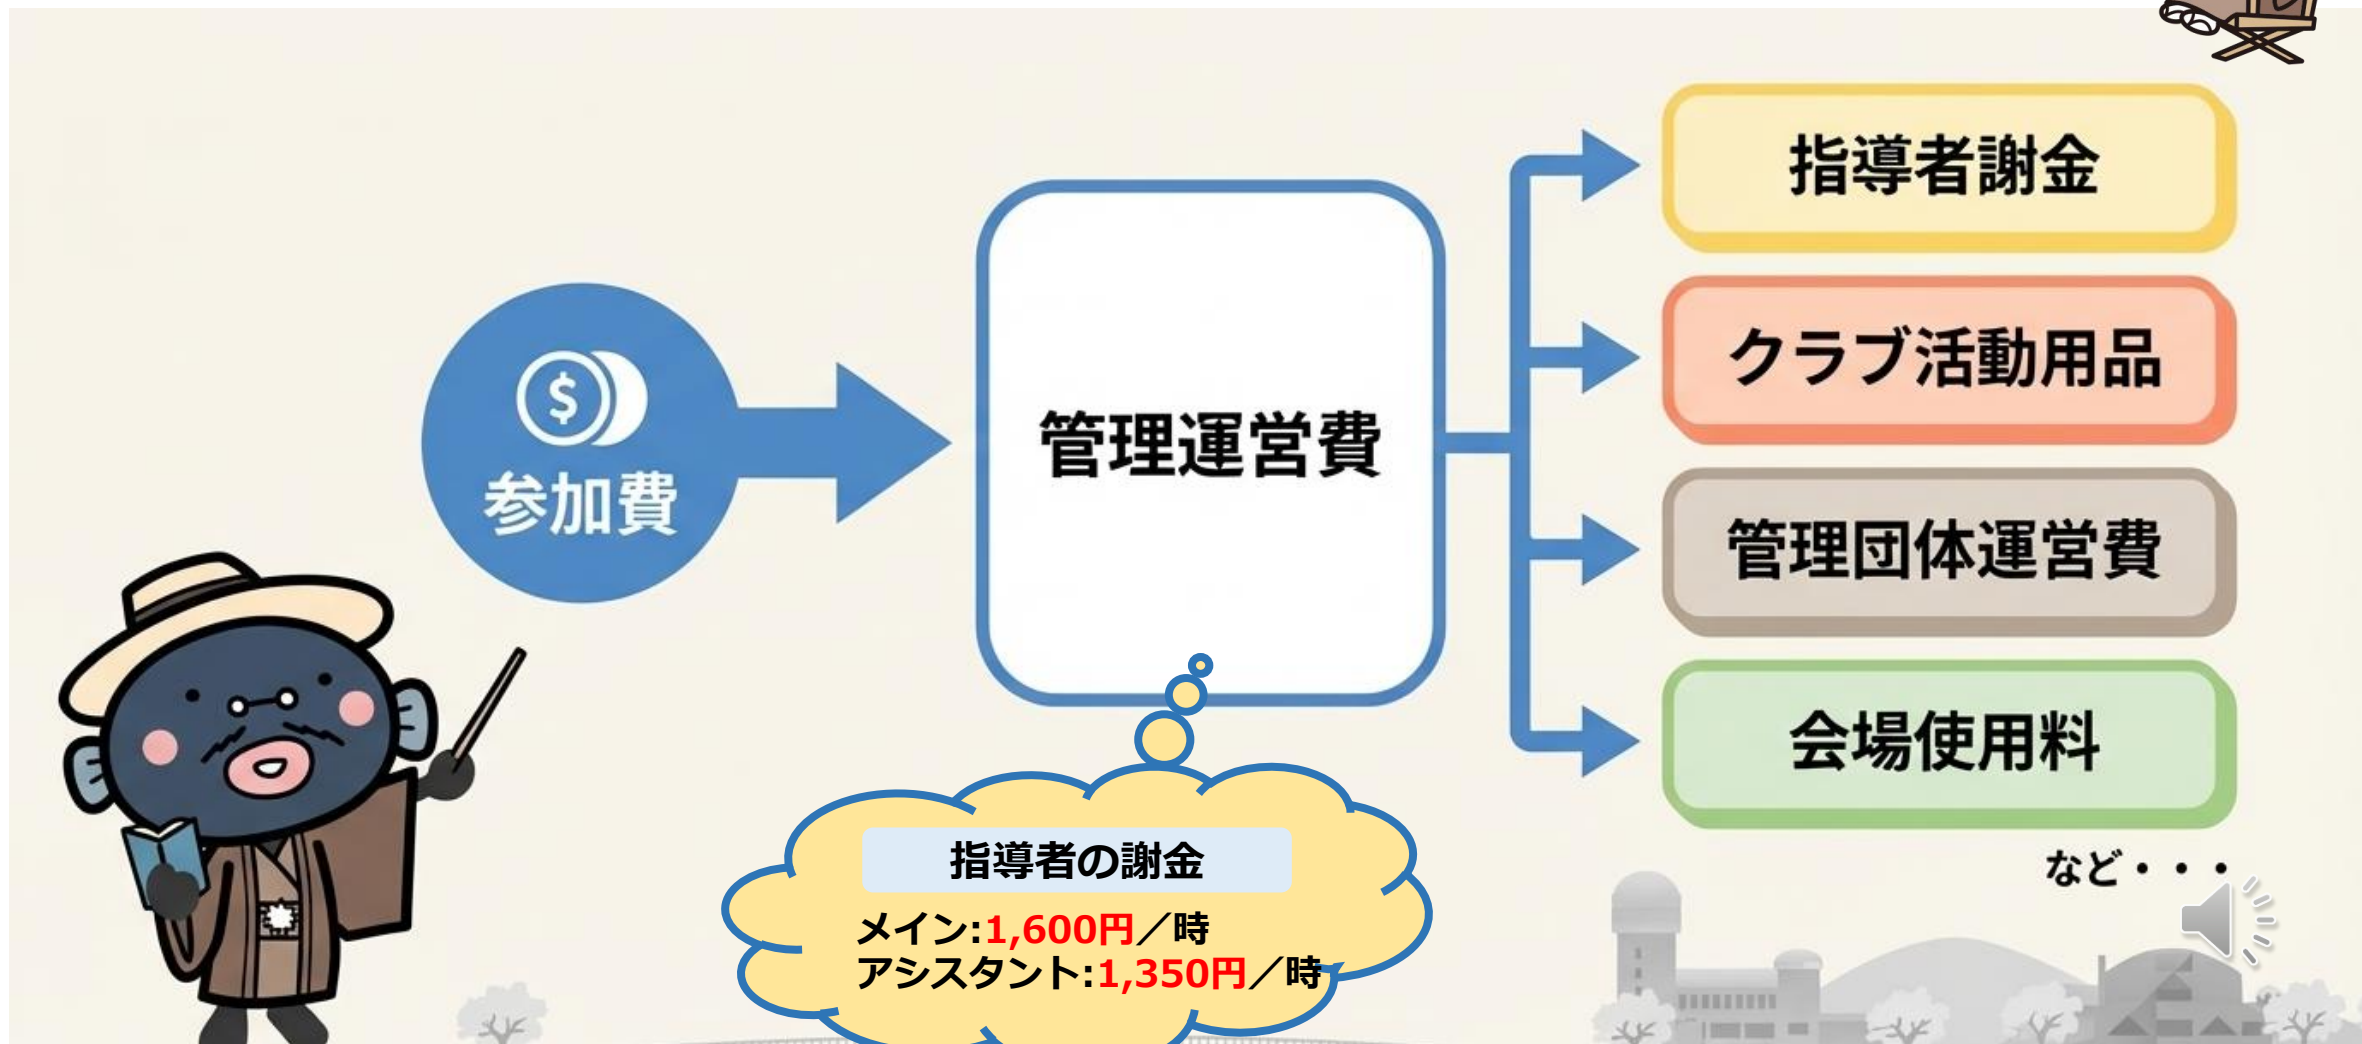 参加費
管理運営費
指導者謝金
クラブ活動用品
管理団体運営費
会場使用料
など・・・
指導者の謝金
メイン:1,600円／時
アシスタント:1,350円／時